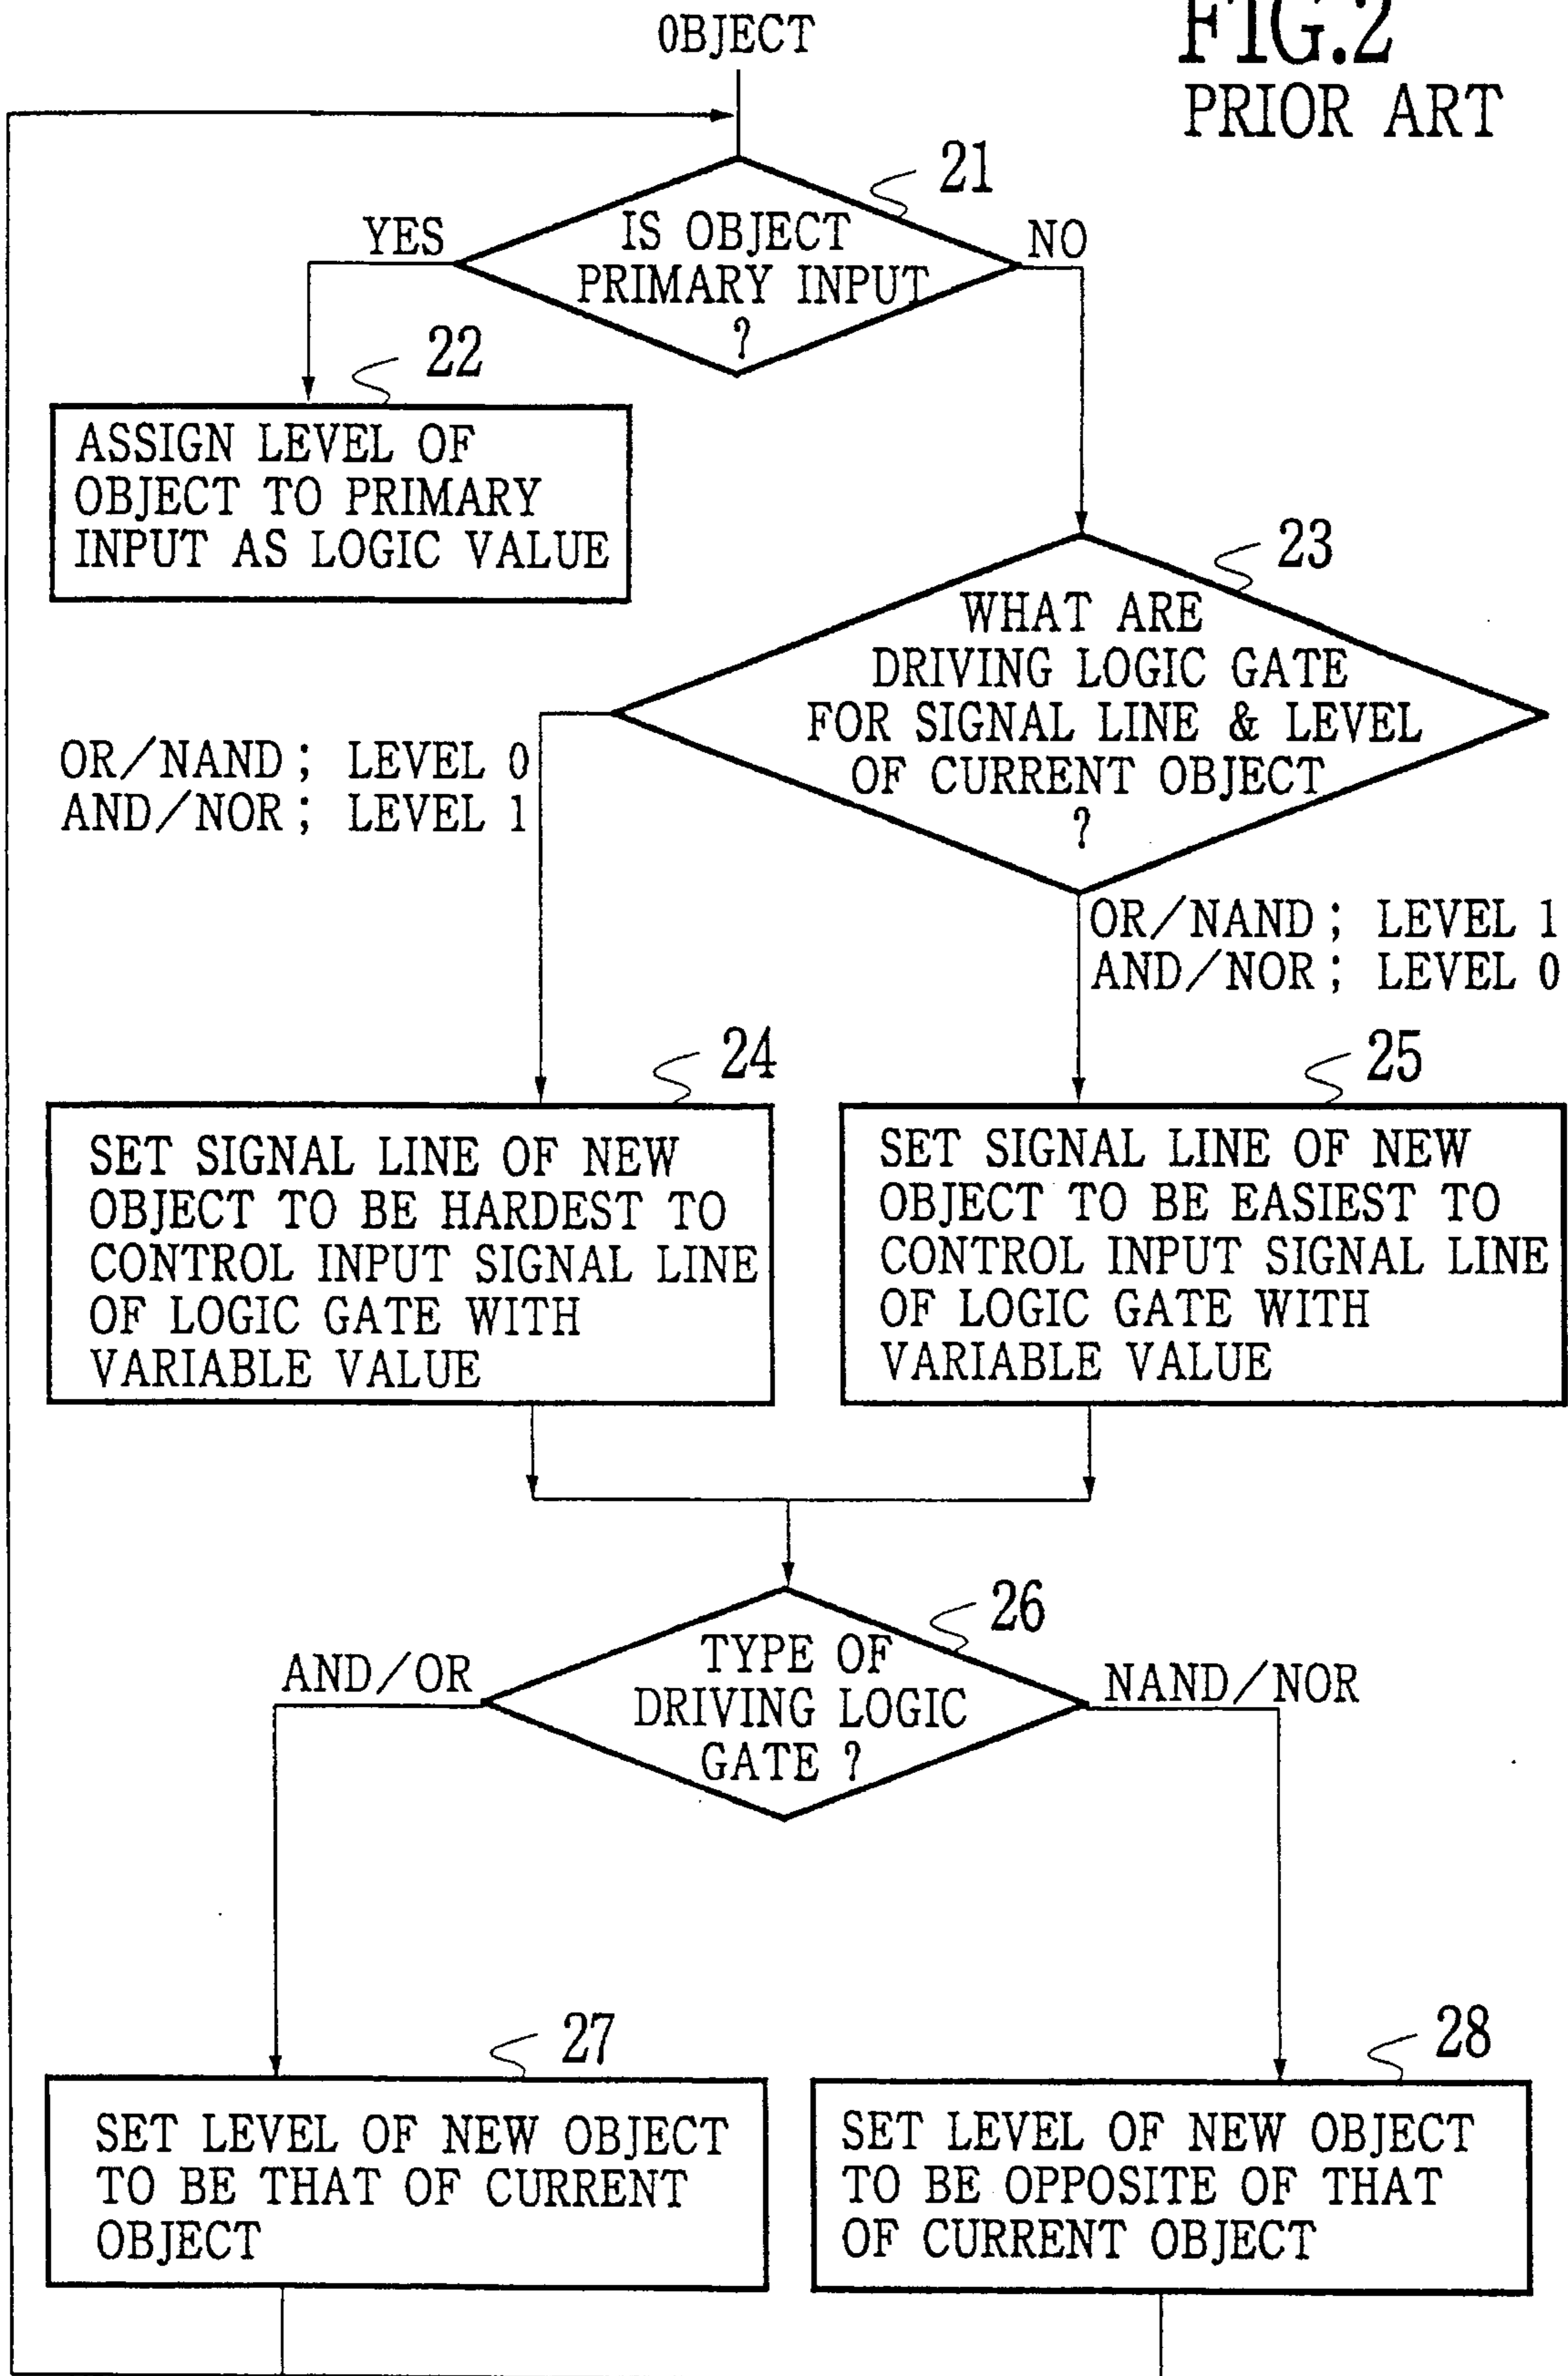 FIG.2
PRIOR ART
OBJECT
21
IS OBJECT
PRIMARY INPUT
?
YES
NO
22
ASSIGN LEVEL OF
OBJECT TO PRIMARY
INPUT AS LOGIC VALUE
23
WHAT ARE
DRIVING LOGIC GATE
FOR SIGNAL LINE & LEVEL
OF CURRENT OBJECT
?
OR/NAND; LEVEL 0
AND/NOR; LEVEL 1
OR/NAND; LEVEL 1
AND/NOR; LEVEL 0
24
SET SIGNAL LINE OF NEW
OBJECT TO BE HARDEST TO
CONTROL INPUT SIGNAL LINE
OF LOGIC GATE WITH
VARIABLE VALUE
25
SET SIGNAL LINE OF NEW
OBJECT TO BE EASIEST TO
CONTROL INPUT SIGNAL LINE
OF LOGIC GATE WITH
VARIABLE VALUE
26
TYPE OF
DRIVING LOGIC
GATE ?
AND/OR
NAND/NOR
27
SET LEVEL OF NEW OBJECT
TO BE THAT OF CURRENT
OBJECT
28
SET LEVEL OF NEW OBJECT
TO BE OPPOSITE OF THAT
OF CURRENT OBJECT